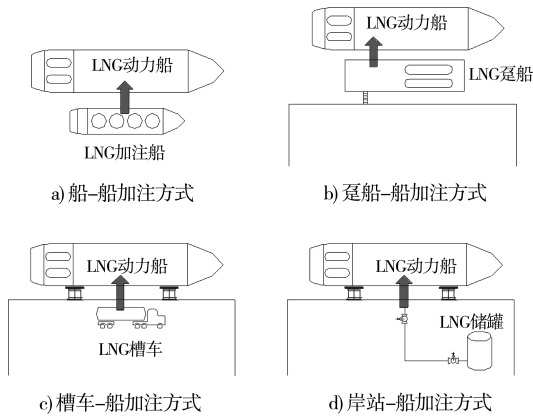 LNG动力船
LNG加注船
a) 船-船加注方式
LNG动力船
LNG趸船
b) 趸船-船加注方式
LNG动力船
LNG槽车
c) 槽车-船加注方式
LNG动力船
LNG储罐
d) 岸站-船加注方式